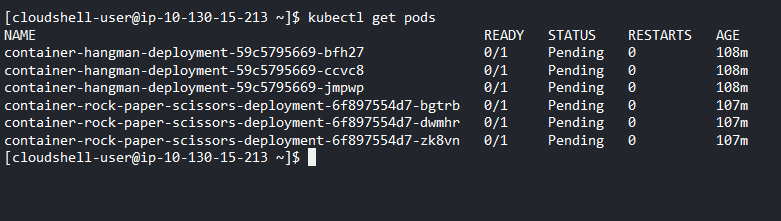 [cloudshell-user@ip-10-130-15-213 ~]$ kubectl get pods
NAME READY STATUS RESTARTS AGE
container-hangman-deployment-59c5795669-bfh27 0/1 Pending 0 108m
container-hangman-deployment-59c5795669-ccvc8 0/1 Pending 0 108m
container-hangman-deployment-59c5795669-jmpwp 0/1 Pending 0 108m
container-rock-paper-scissors-deployment-6f897554d7-bgtrb 0/1 Pending 0 107m
container-rock-paper-scissors-deployment-6f897554d7-dwmhr 0/1 Pending 0 107m
container-rock-paper-scissors-deployment-6f897554d7-zk8vn 0/1 Pending 0 107m
[cloudshell-user@ip-10-130-15-213 ~]$